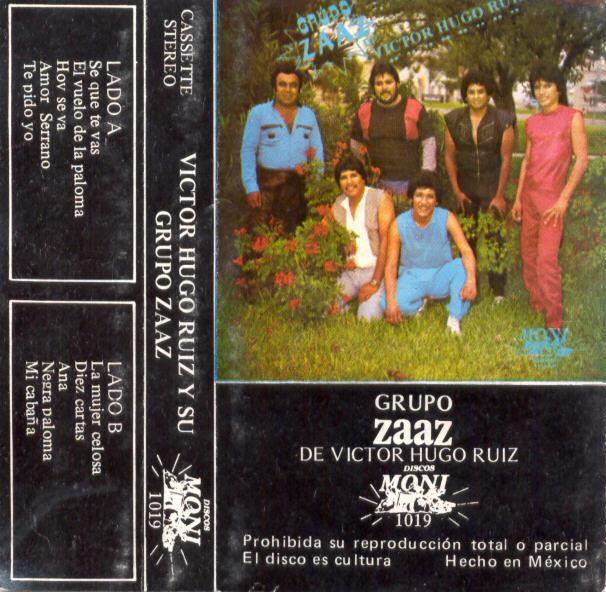 LADO A
Se que te vas
El vuelo de la paloma
Hoy se va
Amor Serrano
Te pido yo
LADO B
La mujer celosa
Diez cartas
Ana
Negra paloma
Mi cabaña
CASSETTE
STEREO
VICTOR HUGO RUIZ Y SU
GRUPO ZAAZ
DISCOS
MONI
1019
GRUPO
ZAAZ
VICTOR HUGO RUIZ
MONI
GRUPO
zaaz
DE VICTOR HUGO RUIZ
DISCOS
MONI
1019
Prohibida su reproducción total o parcial
El disco es cultura Hecho en México